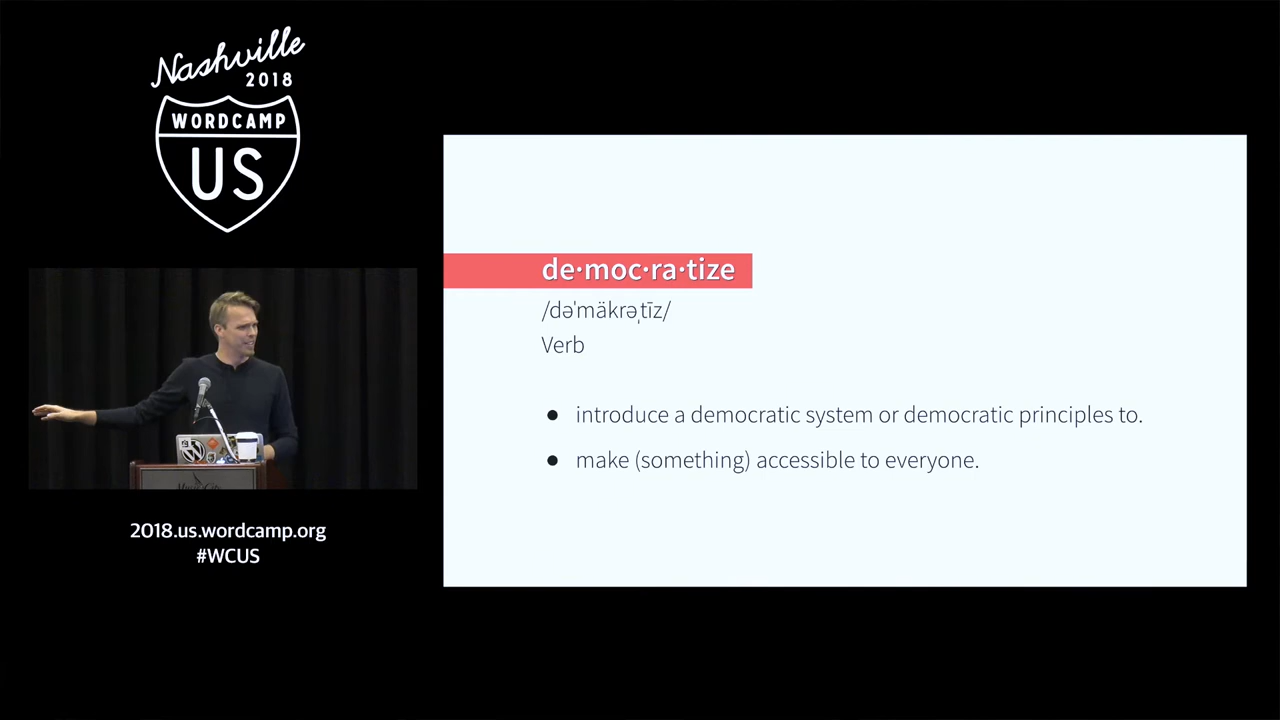 Nashville
2018
WORDCAMP
US
de·moc·ra·tize
/dəˈmäkrəˌtīz/
Verb
● introduce a democratic system or democratic principles to.
● make (something) accessible to everyone.
2018.us.wordcamp.org
#WCUS